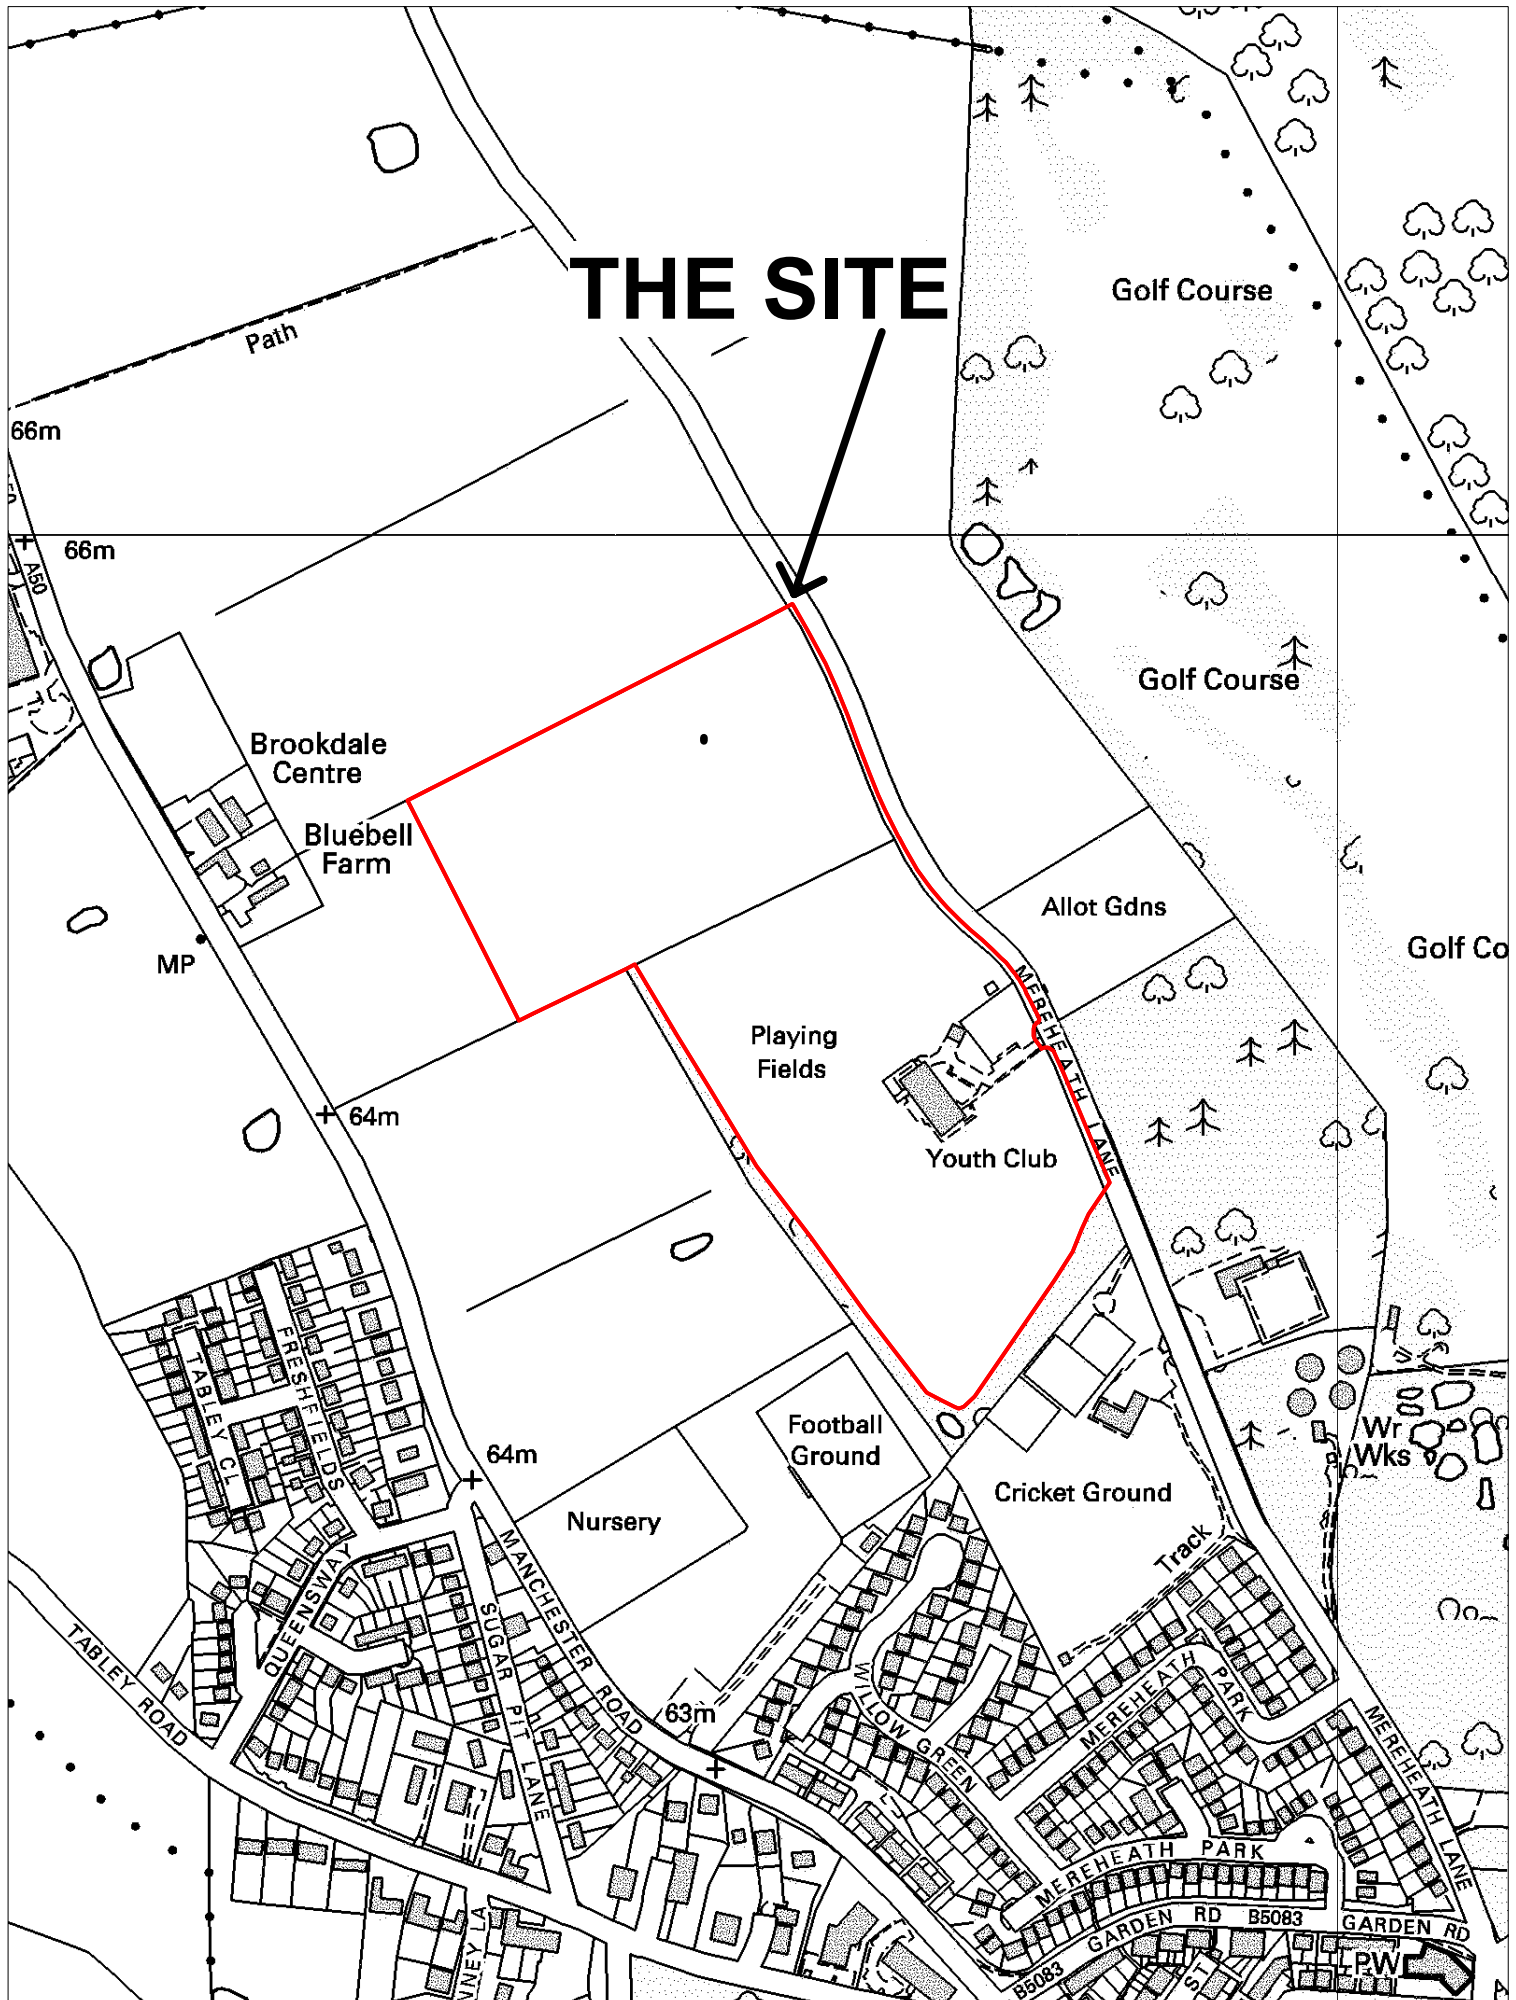 THE SITE
Golf Course
Path
66m
66m
A50
Golf Course
Brookdale
Centre
Bluebell
Farm
Allot Gdns
Golf Co
MP
MEREHEATH LANE
Playing
Fields
64m
Youth Club
FRESHFIELDS
TABLEY CL
Football
Ground
Wr
Wks
64m
Cricket Ground
Nursery
Track
MANCHESTER ROAD
QUEENSWAY
SUGAR PIT LANE
TABLEY ROAD
WILLOW GREEN
MEREHEATH PARK
63m
MEREHEATH LANE
MEREHEATH PARK
GARDEN RD B5083 GARDEN RD
NNEY LA
B5083
ST
PW